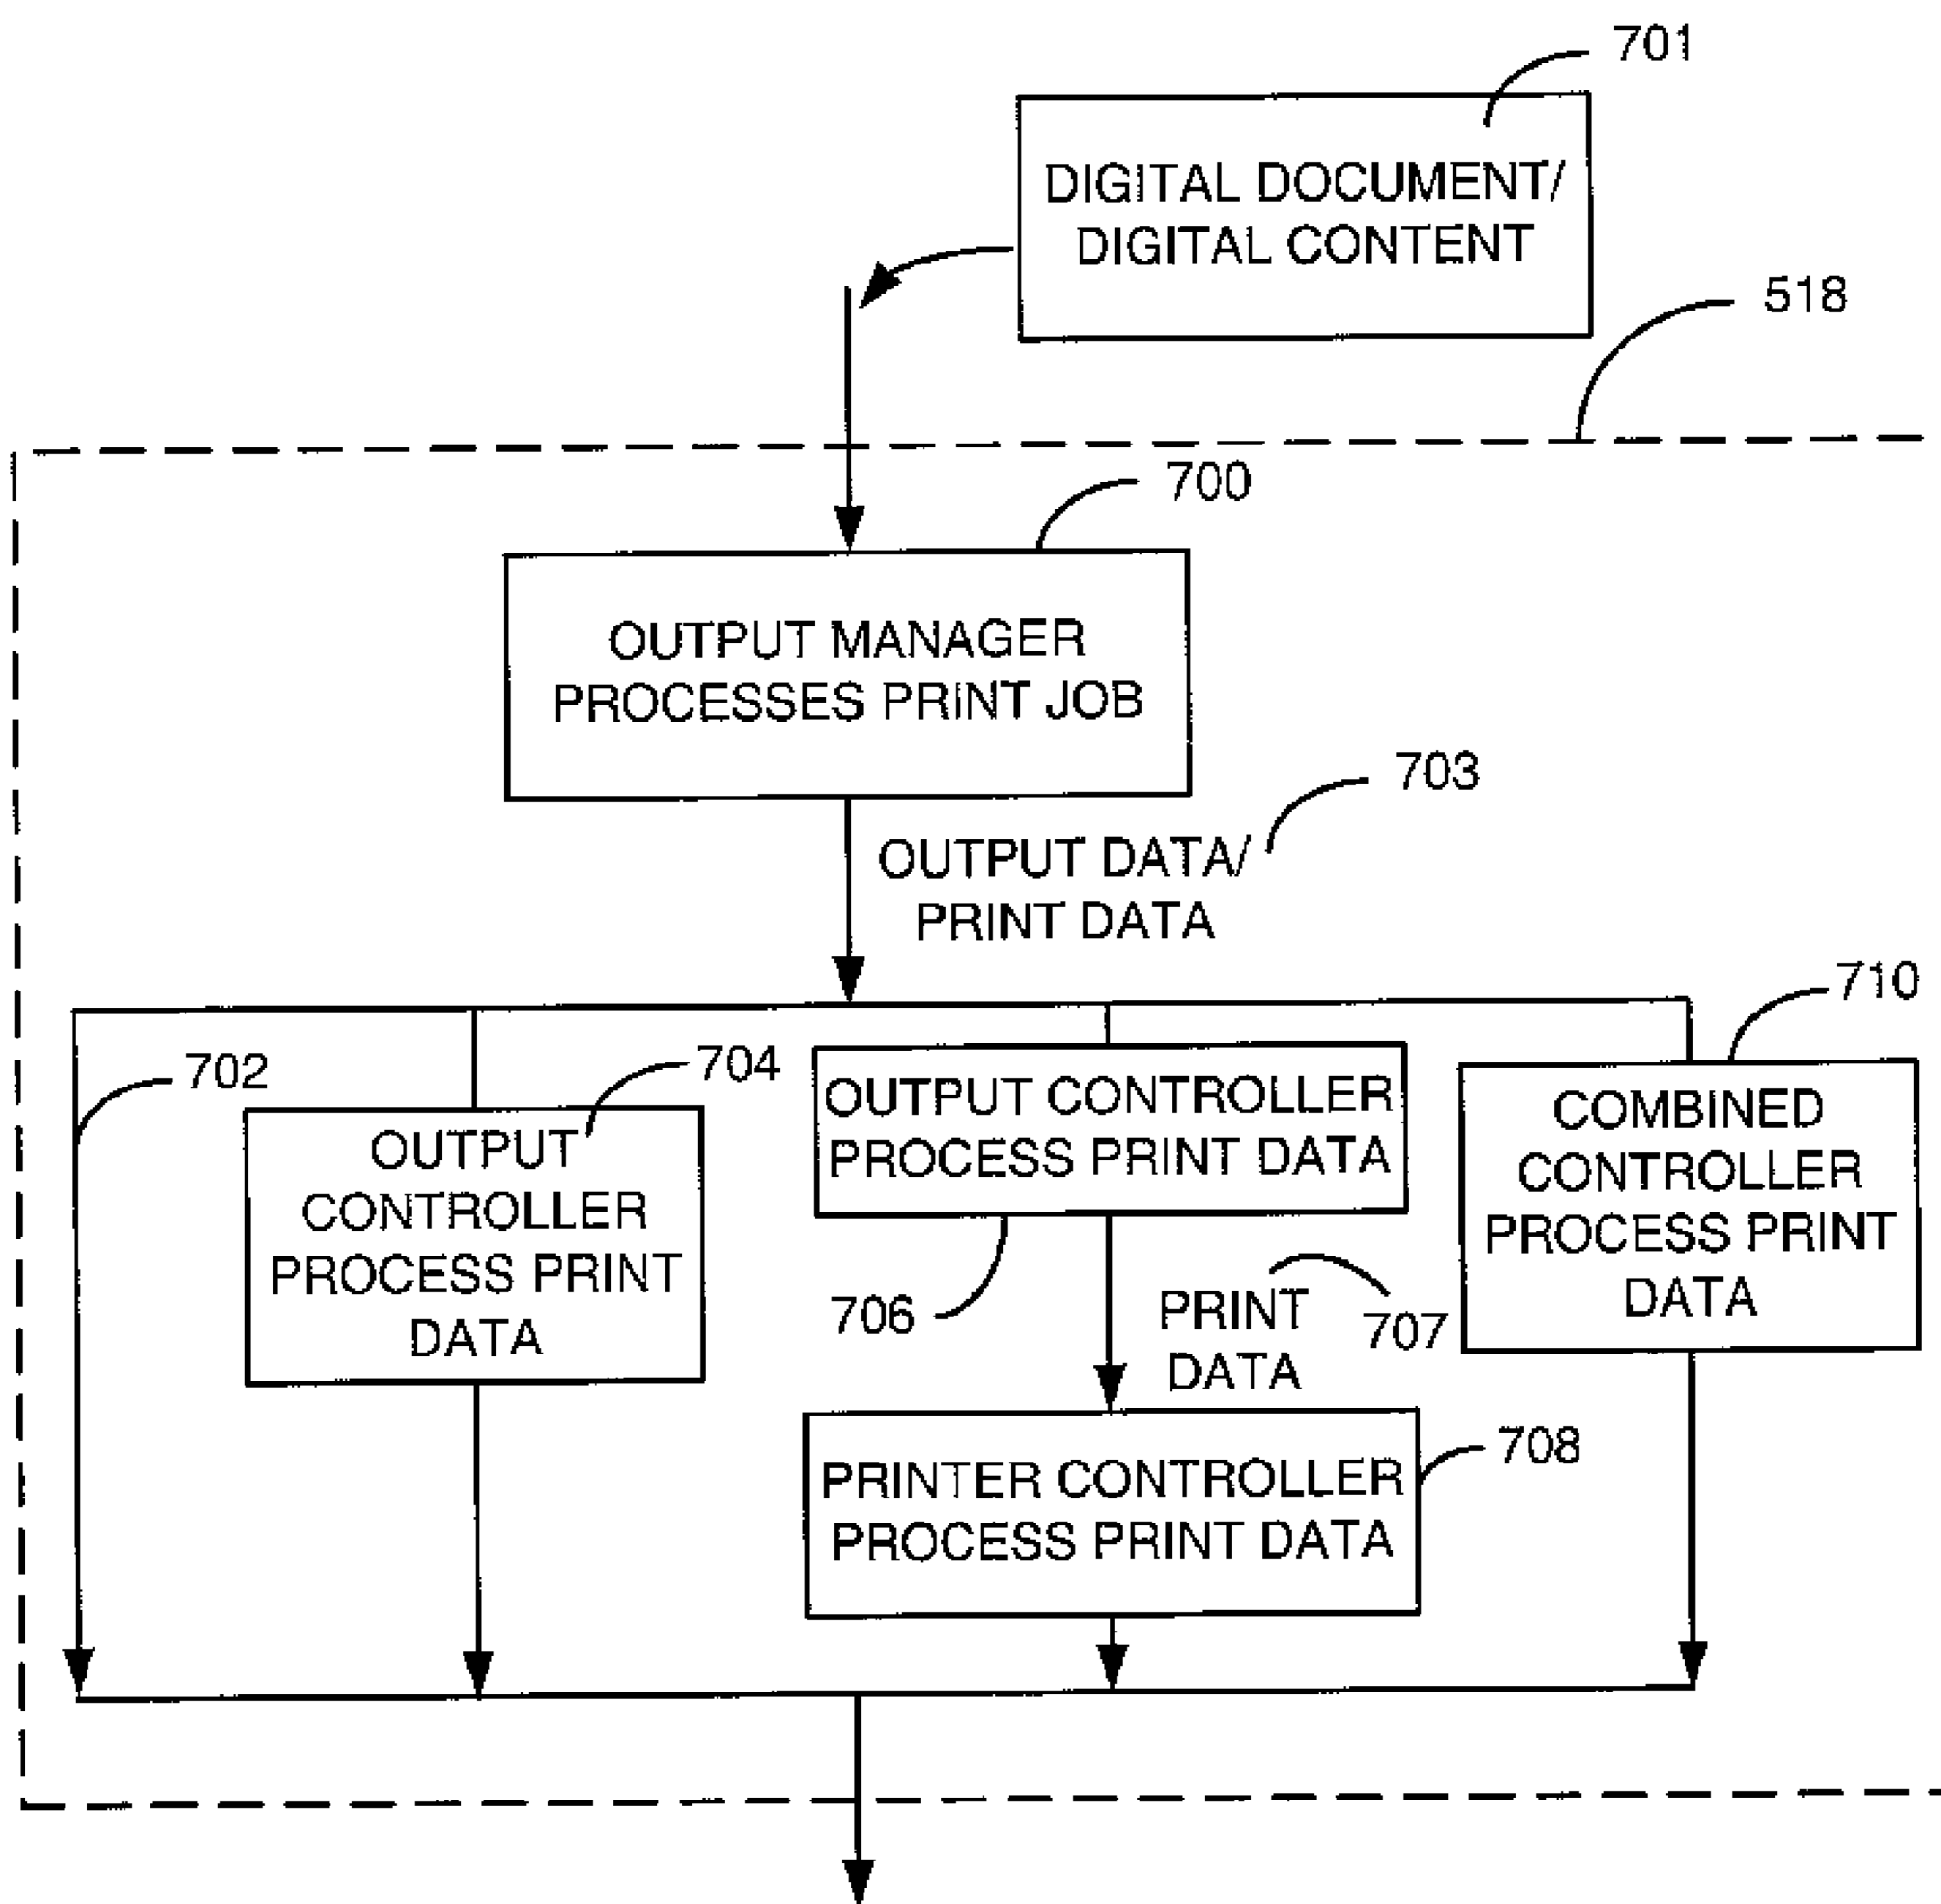 701
DIGITAL DOCUMENT/
DIGITAL CONTENT
518
700
OUTPUT MANAGER
PROCESSES PRINT JOB
703
OUTPUT DATA/
PRINT DATA
710
702
704
OUTPUT
CONTROLLER
PROCESS PRINT
DATA
OUTPUT CONTROLLER
PROCESS PRINT DATA
COMBINED
CONTROLLER
PROCESS PRINT
DATA
706
PRINT
DATA
707
708
PRINTER CONTROLLER
PROCESS PRINT DATA